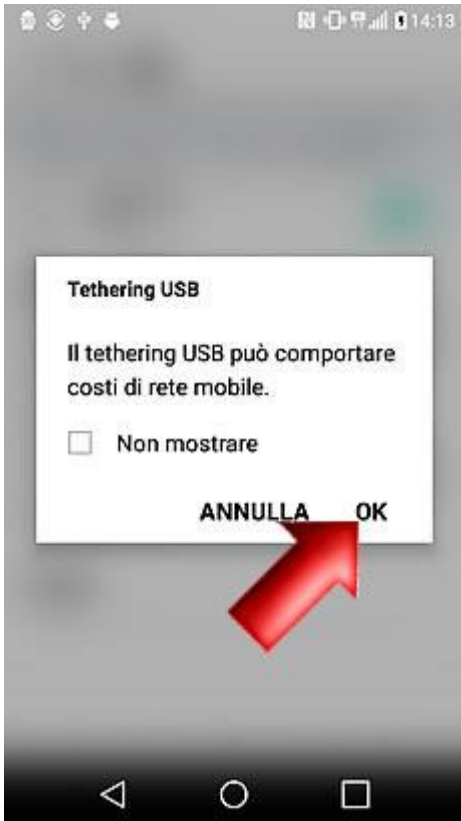 14:13
Tethering USB
Il tethering USB può comportare
costi di rete mobile.
Non mostrare
ANNULLA OK